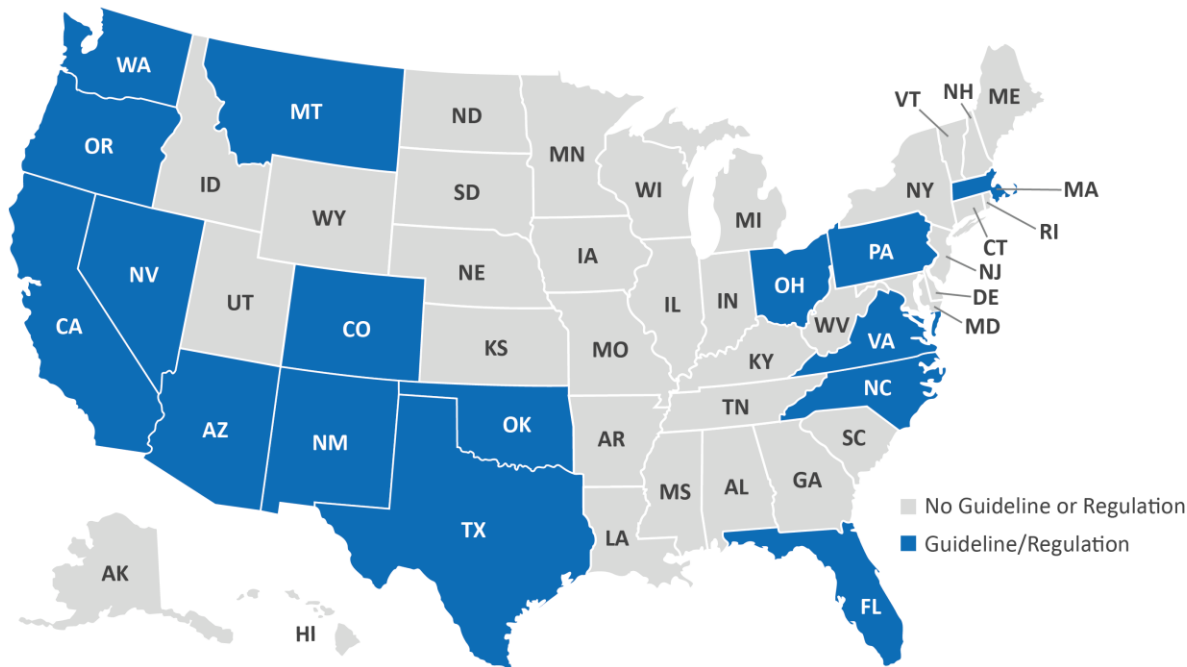 WA
MT
ND
MN
VT
NH
ME
OR
ID
SD
WI
MI
NY
MA
WY
RI
CT
NV
UT
NE
IA
IL
IN
OH
PA
NJ
DE
MD
CA
CO
KS
MO
WV
VA
KY
NC
TN
AZ
NM
OK
AR
SC
MS
AL
GA
TX
LA
No Guideline or Regulation
Guideline/Regulation
AK
HI
FL